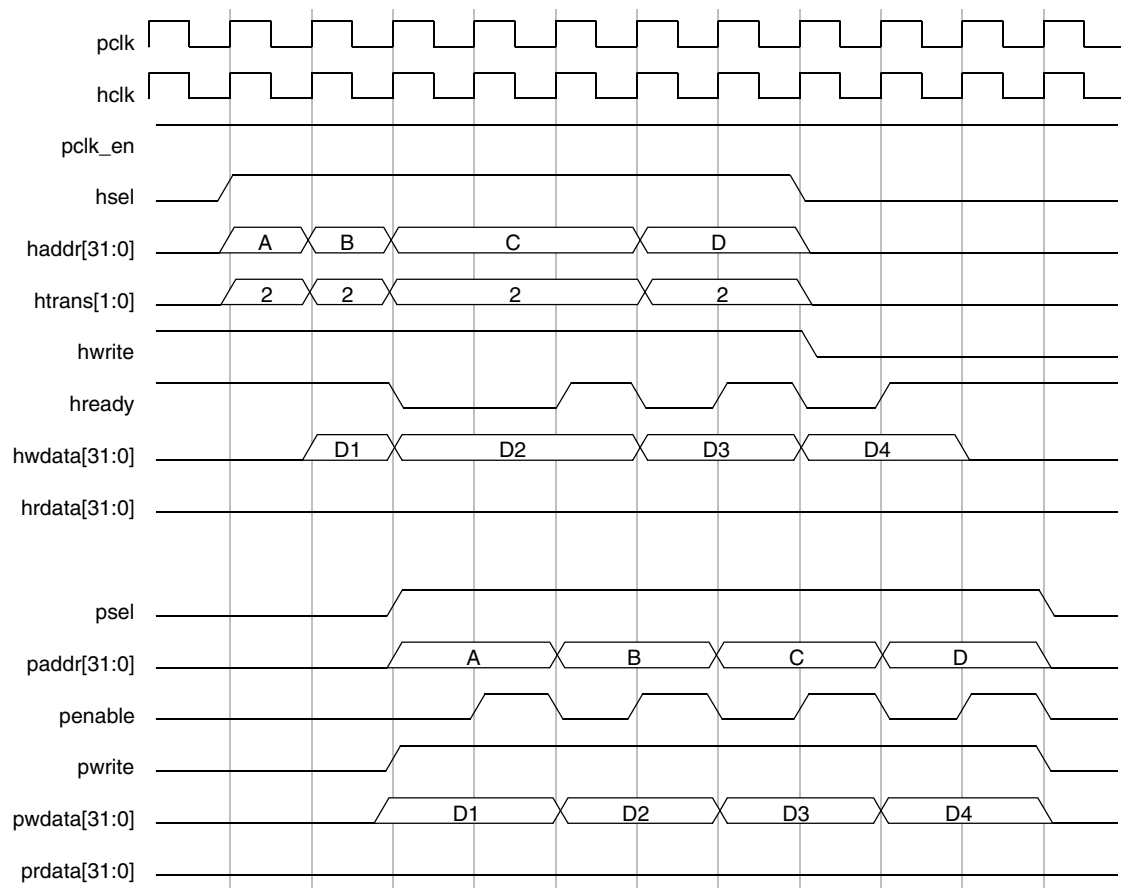 pclk
hclk
pclk_en
hsel
haddr[31:0] A B C D
htrans[1:0] 2 2 2 2
hwrite
hready
hwdata[31:0] D1 D2 D3 D4
hrdata[31:0]
psel
paddr[31:0] A B C D
penable
pwrite
pwdata[31:0] D1 D2 D3 D4
prdata[31:0]